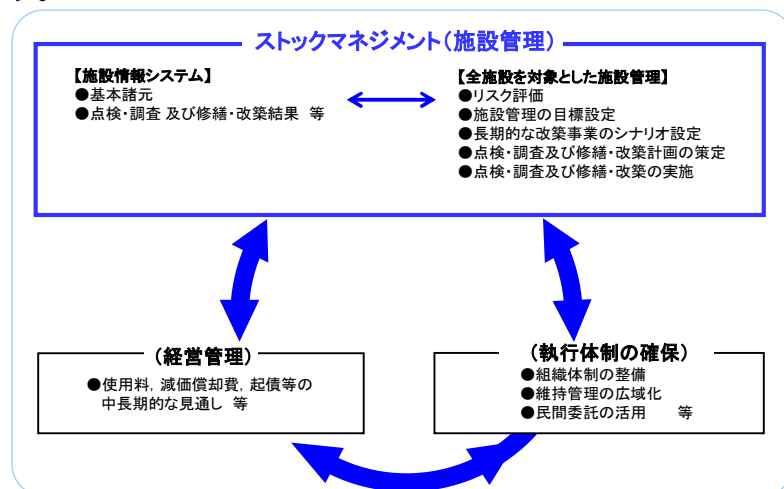 ストックマネジメント（施設管理）
【施設情報システム】
●基本諸元
●点検・調査 及び修繕・改築結果 等
【全施設を対象とした施設管理】
●リスク評価
●施設管理の目標設定
●長期的な改築事業のシナリオ設定
●点検・調査及び修繕・改築計画の策定
●点検・調査及び修繕・改築の実施
（経営管理）
●使用料，減価償却費，起債等の
中長期的な見通し 等
（執行体制の確保）
●組織体制の整備
●維持管理の広域化
●民間委託の活用 等